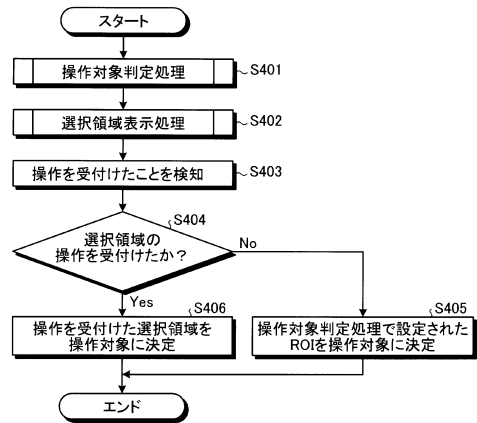 スタート
操作対象判定処理
S401
選択領域表示処理
S402
操作を受付けたことを検知
S403
S404
選択領域の
操作を受付けたか？
No
Yes
S406
操作を受付けた選択領域を
操作対象に決定
S405
操作対象判定処理で設定された
ROIを操作対象に決定
エンド